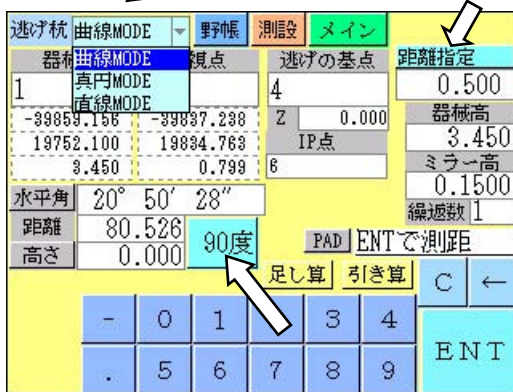 逃げ杭 曲線MODE 野帳 測設 メイン
曲線MODE
真円MODE
直線MODE
器械 視点 逃げの基点 距離指定
1 4 0.500
-39859.156 -39837.238 Z 0.000 器械高
19752.100 19834.763 IP点 3.450
3.450 0.799 6 ミラー高
0.1500
水平角 20° 50′ 28″ 繰返数 1
距離 80.526 90度 PAD ENTで測距
高さ 0.000
足し算 引き算 C ←
- 0 1 3 4 ENT
. 5 6 7 8 9